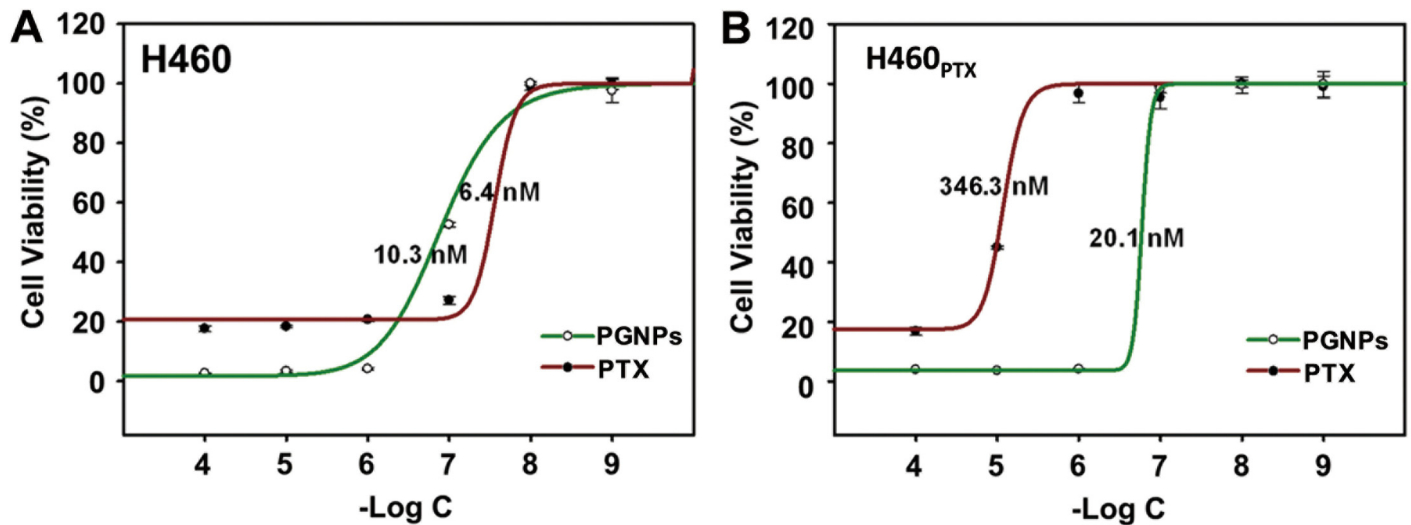 A
H460
Cell Viability (%)
120
100
80
60
40
20
0
6.4 nM
10.3 nM
PGNPs
PTX
4 5 6 7 8 9
-Log C
B
H460PTX
Cell Viability (%)
120
100
80
60
40
20
0
346.3 nM
20.1 nM
PGNPs
PTX
4 5 6 7 8 9
-Log C